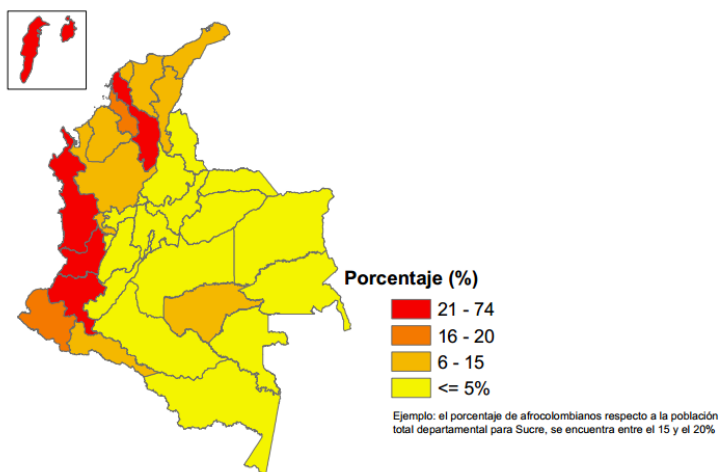 Porcentaje (%)
21 - 74
16 - 20
6 - 15
<= 5%
Ejemplo: el porcentaje de afrocolombianos respecto a la población
total departamental para Sucre, se encuentra entre el 15 y el 20%